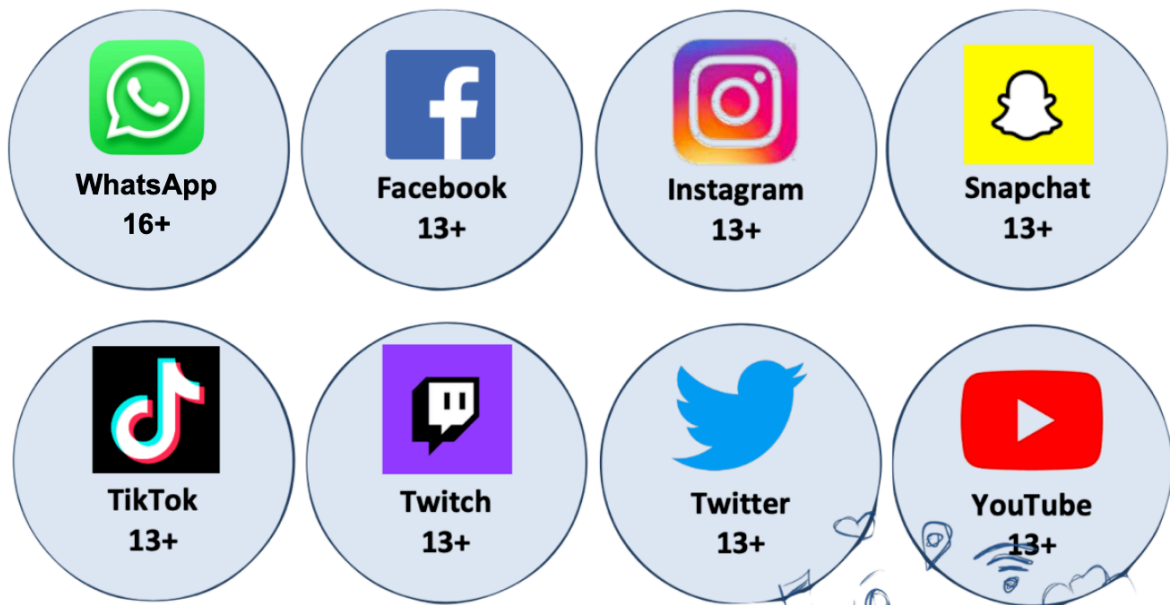 WhatsApp
16+
Facebook
13+
Instagram
13+
Snapchat
13+
TikTok
13+
Twitch
13+
Twitter
13+
YouTube
13+